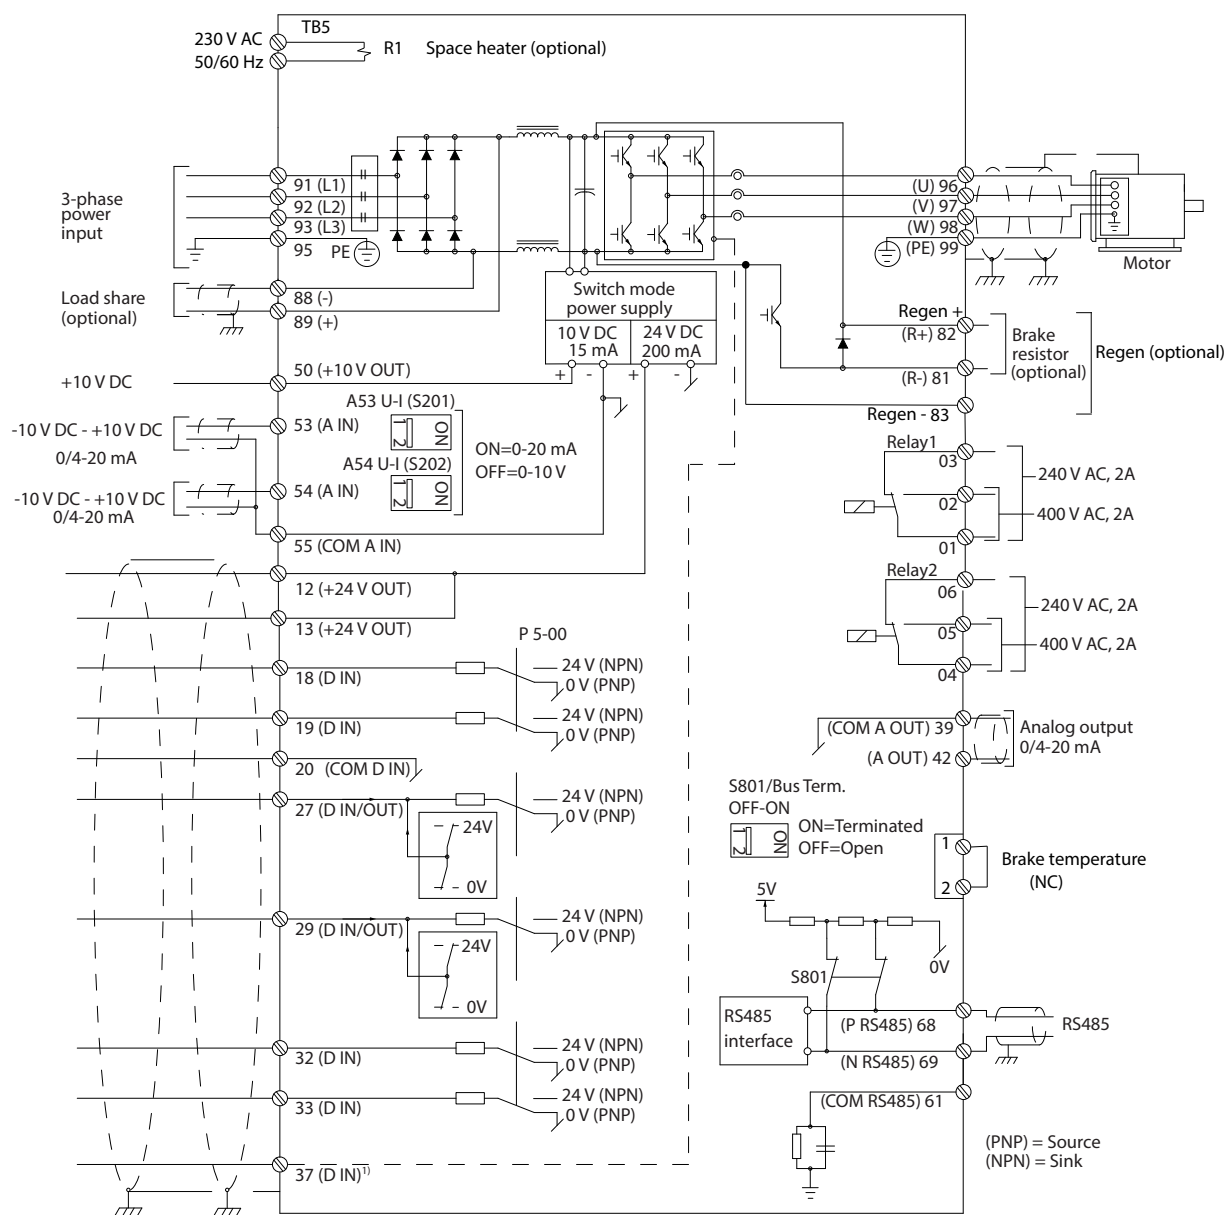 TB5
230 V AC
50/60 Hz
R1
Space heater (optional)
3-phase
power
input
91 (L1)
92 (L2)
93 (L3)
95
PE
(U) 96
(V) 97
(W) 98
(PE) 99
Motor
Load share
(optional)
88 (-)
89 (+)
Switch mode
power supply
10 V DC
15 mA
24 V DC
200 mA
+
-
+
-
Regen +
(R+) 82
Brake
resistor
(optional)
Regen (optional)
(R-) 81
Regen - 83
+10 V DC
50 (+10 V OUT)
A53 U-I (S201)
1 2
ON
-10 V DC - +10 V DC
0/4-20 mA
53 (A IN)
ON=0-20 mA
OFF=0-10 V
A54 U-I (S202)
1 2
ON
-10 V DC - +10 V DC
0/4-20 mA
54 (A IN)
55 (COM A IN)
12 (+24 V OUT)
13 (+24 V OUT)
Relay1
03
240 V AC, 2A
02
400 V AC, 2A
01
Relay2
06
240 V AC, 2A
05
400 V AC, 2A
04
P 5-00
18 (D IN)
24 V (NPN)
0 V (PNP)
19 (D IN)
24 V (NPN)
0 V (PNP)
20 (COM D IN)
27 (D IN/OUT)
24 V (NPN)
0 V (PNP)
24V
0V
29 (D IN/OUT)
24 V (NPN)
0 V (PNP)
24V
0V
32 (D IN)
24 V (NPN)
0 V (PNP)
33 (D IN)
24 V (NPN)
0 V (PNP)
37 (D IN)1)
(COM A OUT) 39
(A OUT) 42
Analog output
0/4-20 mA
S801/Bus Term.
OFF-ON
1 2
ON
ON=Terminated
OFF=Open
1
2
Brake temperature
(NC)
5V
0V
S801
RS485
interface
(P RS485) 68
(N RS485) 69
RS485
(COM RS485) 61
(PNP) = Source
(NPN) = Sink